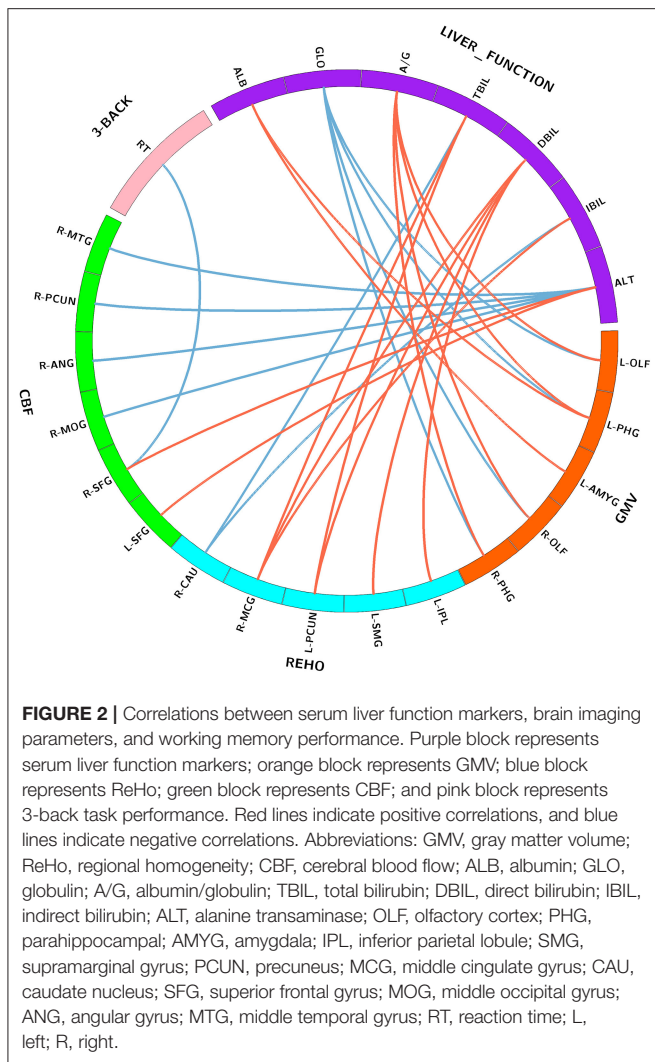 LIVER_FUNCTION
ALB
GLO
A/G
TBIL
DBIL
IBIL
ALT
3-BACK
RT
R-MTG
R-PCUN
R-ANG
R-MOG
R-SFG
L-SFG
CBF
R-CAU
R-MCG
L-PCUN
L-SMG
L-IPL
REHO
L-OLF
L-PHG
L-AMYG
R-OLF
R-PHG
GMV
FIGURE 2 | Correlations between serum liver function markers, brain imaging
parameters, and working memory performance. Purple block represents
serum liver function markers; orange block represents GMV; blue block
represents ReHo; green block represents CBF; and pink block represents
3-back task performance. Red lines indicate positive correlations, and blue
lines indicate negative correlations. Abbreviations: GMV, gray matter volume;
ReHo, regional homogeneity; CBF, cerebral blood flow; ALB, albumin; GLO,
globulin; A/G, albumin/globulin; TBIL, total bilirubin; DBIL, direct bilirubin; IBIL,
indirect bilirubin; ALT, alanine transaminase; OLF, olfactory cortex; PHG,
parahippocampal; AMYG, amygdala; IPL, inferior parietal lobule; SMG,
supramarginal gyrus; PCUN, precuneus; MCG, middle cingulate gyrus; CAU,
caudate nucleus; SFG, superior frontal gyrus; MOG, middle occipital gyrus;
ANG, angular gyrus; MTG, middle temporal gyrus; RT, reaction time; L,
left; R, right.